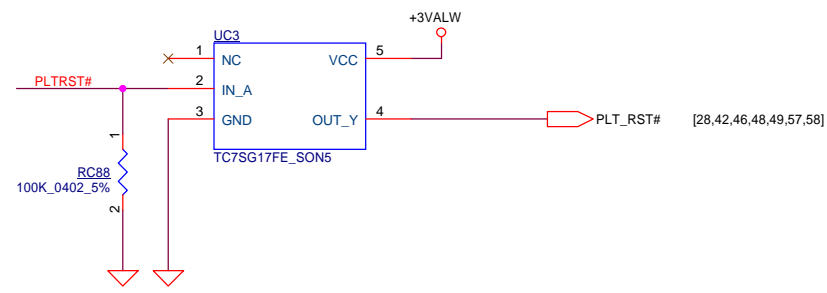 +3VALW
UC3
1
NC
VCC
5
PLTRST#
2
IN_A
3
GND
OUT_Y
4
PLT_RST# [28,42,46,48,49,57,58]
TC7SG17FE_SON5
1
RC88
100K_0402_5%
2